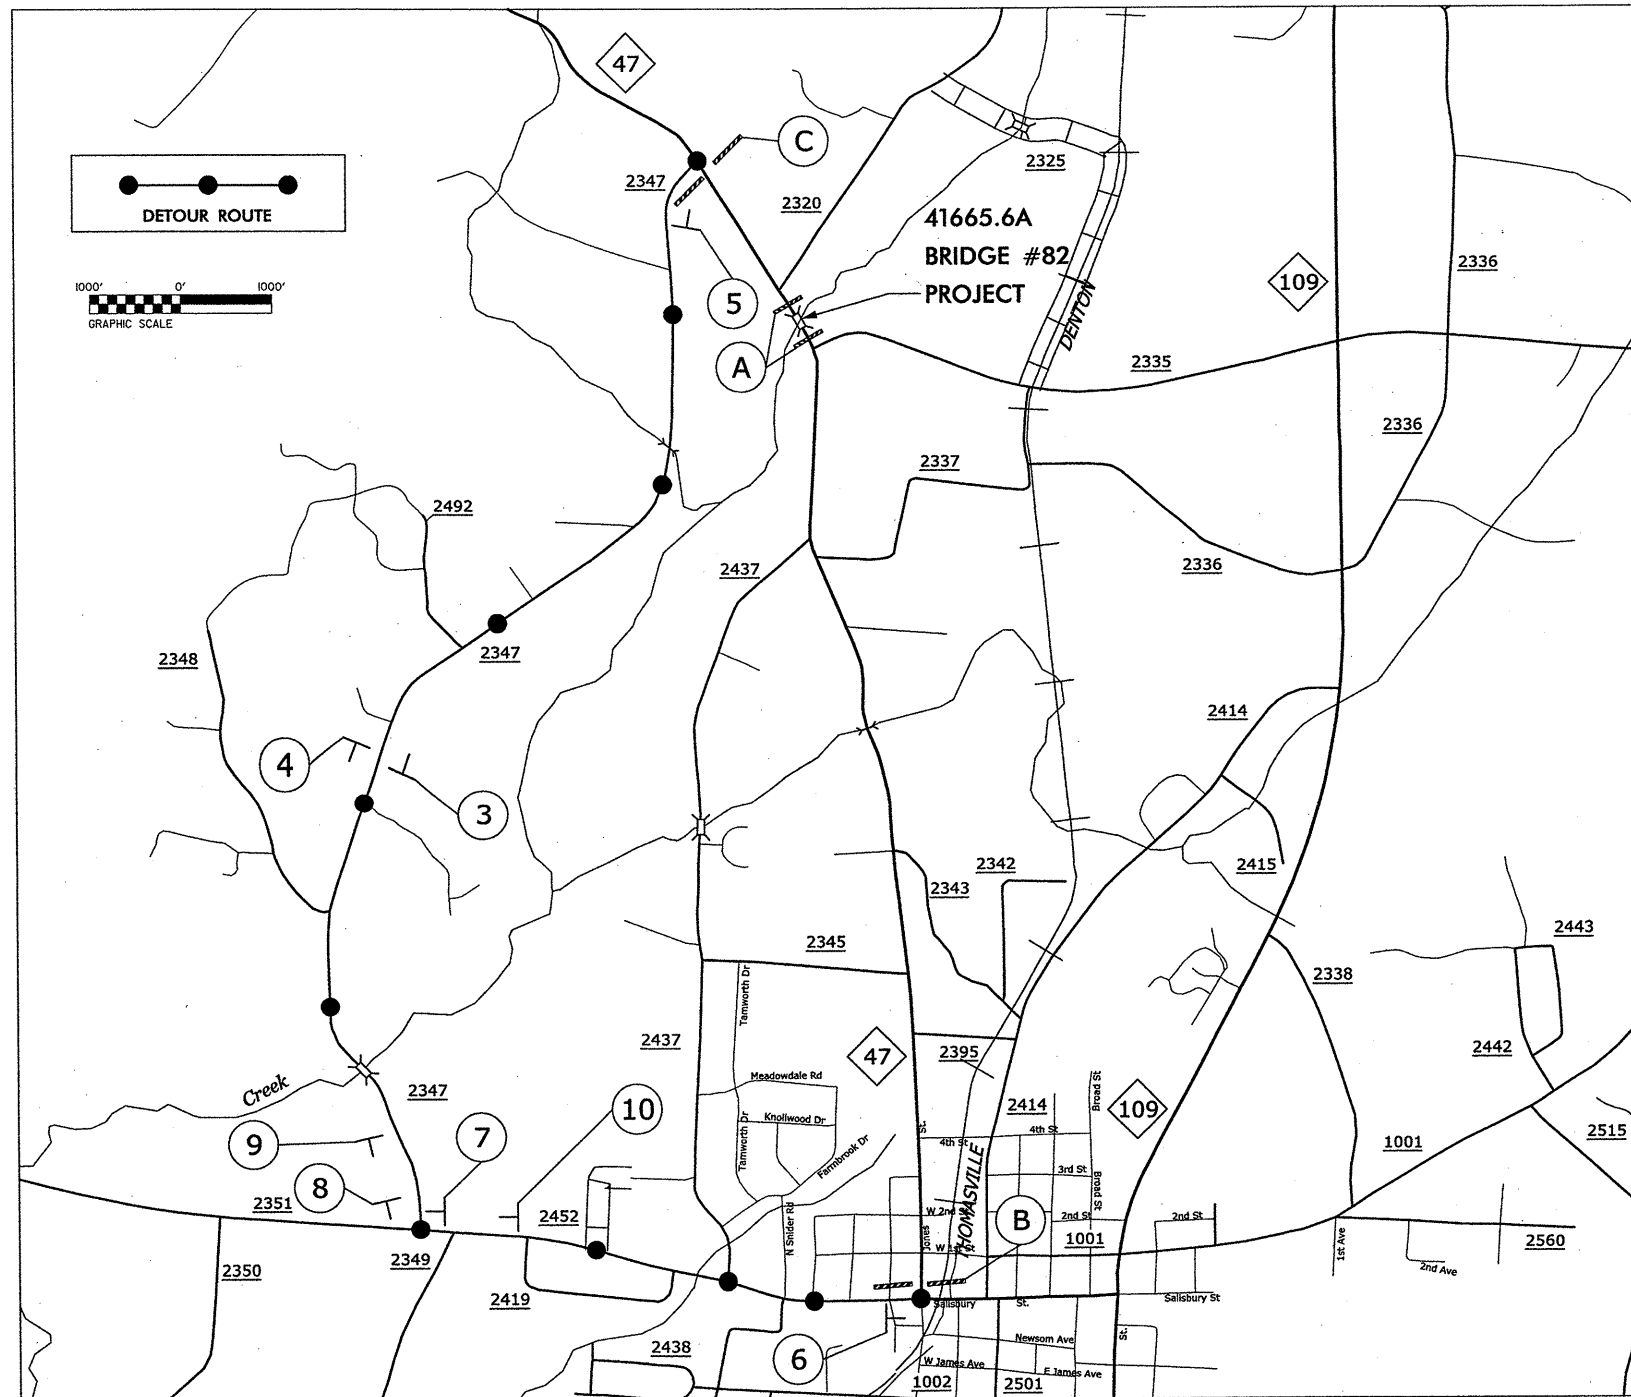 47
C
2347
2325
2320
DETOUR ROUTE
41665.6A
BRIDGE #82
PROJECT
109
2336
1000'
0'
1000'
GRAPHIC SCALE
5
DENTON
A
2335
2336
2337
2492
2336
2437
2347
2348
2414
4
3
2342
2415
2343
2443
2345
2338
Tamworth Dr
2437
47
2395
2442
Creek
2347
Meadowdale Rd
Broad St
2414
109
10
Knollwood Dr
St.
4th St
4th St
2515
9
7
Tamworth Dr
Farmbrook Dr
THOMASVILLE
3rd St
Broad St
1001
8
2351
2452
N Snider Rd
W 2nd
B
2nd St
2nd St
Jones
W 1st St
1001
1st Ave
2560
2350
2349
2nd Ave
2419
Salisbury
St.
Salisbury St
2438
6
Newsom Ave
St.
W James Ave
E James Ave
1002
2501